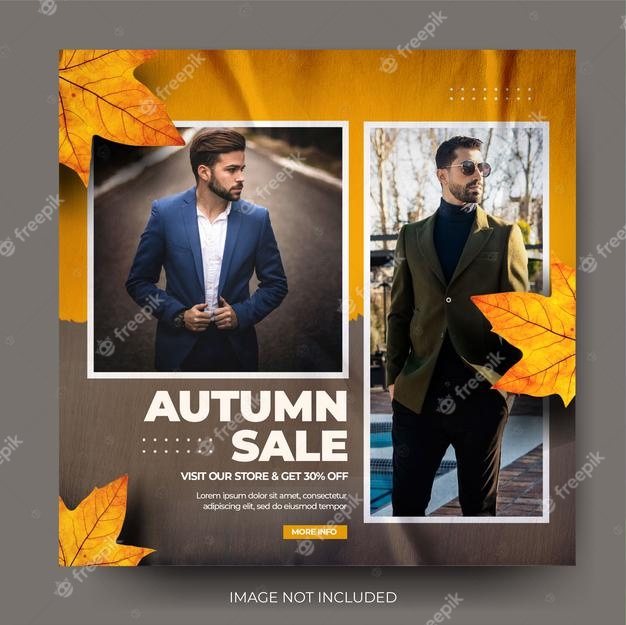 AUTUMN
SALE
VISIT OUR STORE & GET 30% OFF
Lorem ipsum dolor sit amet, consectetur
adipiscing elit, sed do eiusmod tempor
MORE INFO
IMAGE NOT INCLUDED
freepik